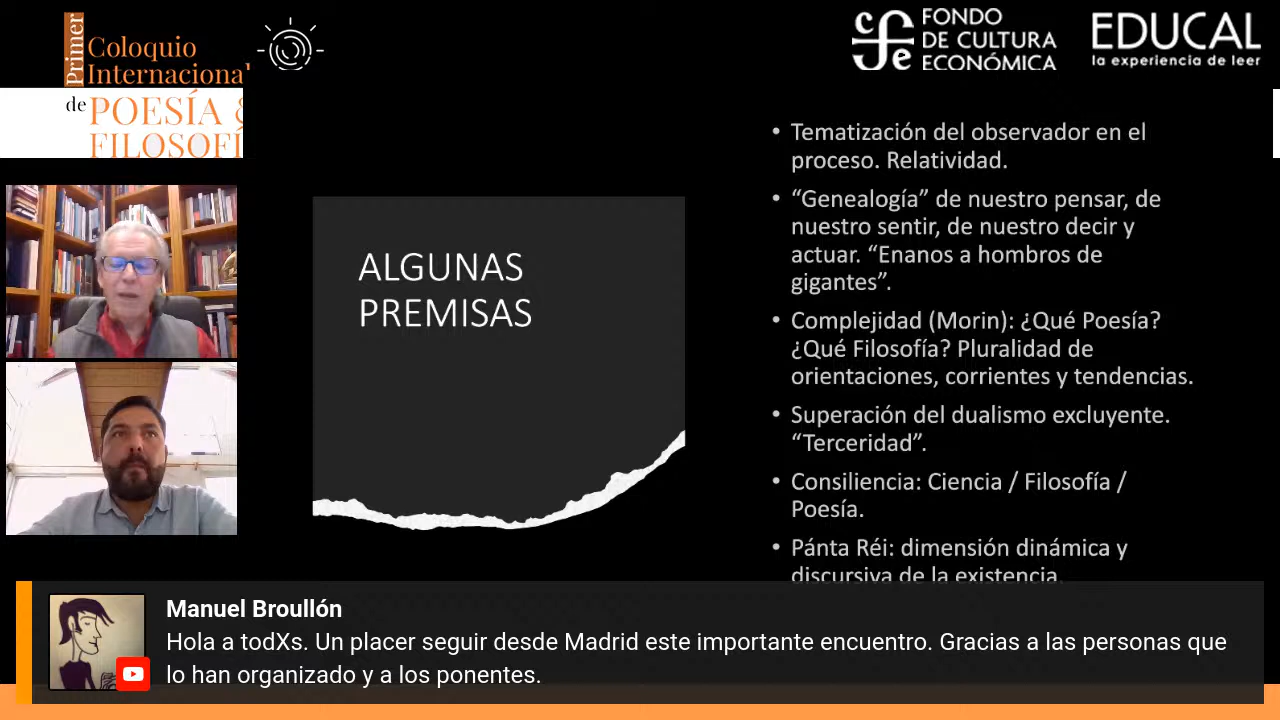 Primer
Coloquio
Internacional
de POESÍA &
FILOSOFÍ
FONDO
DE CULTURA
ECONÓMICA
EDUCAL
la experiencia de leer
ALGUNAS
PREMISAS
• Tematización del observador en el
proceso. Relatividad.
• “Genealogía” de nuestro pensar, de
nuestro sentir, de nuestro decir y
actuar. “Enanos a hombros de
gigantes”.
• Complejidad (Morin): ¿Qué Poesía?
¿Qué Filosofía? Pluralidad de
orientaciones, corrientes y tendencias.
• Superación del dualismo excluyente.
“Terceridad”.
• Consiliencia: Ciencia / Filosofía /
Poesía.
• Pánta Réi: dimensión dinámica y
discursiva de la existencia.
Manuel Broullón
Hola a todXs. Un placer seguir desde Madrid este importante encuentro. Gracias a las personas que
lo han organizado y a los ponentes.